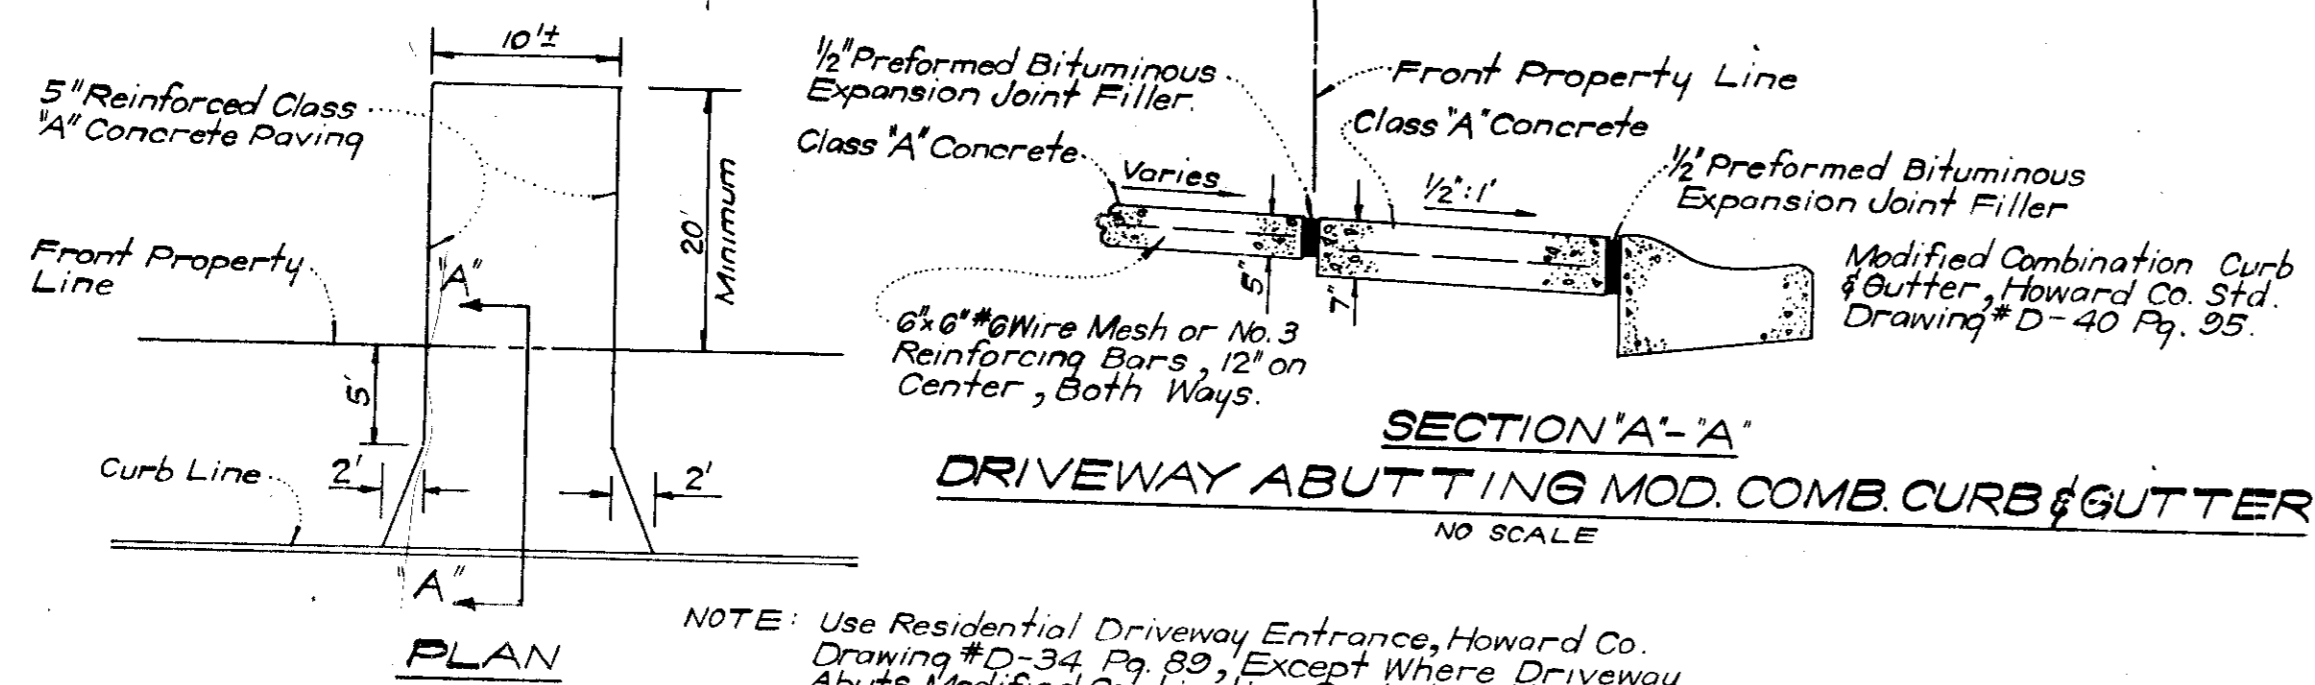 10'±
5" Reinforced Class
"A" Concrete Paving
20'
Minimum
Front Property
Line
"A"
5'
Curb Line
2'
2'
"A"
PLAN
1/2" Preformed Bituminous
Expansion Joint Filler.
Class "A" Concrete
Varies
Front Property Line
Class "A" Concrete
1/2":1'
1/2" Preformed Bituminous
Expansion Joint Filler
5"
7"
6"x6" #6 Wire Mesh or No.3
Reinforcing Bars, 12" on
Center, Both Ways.
Modified Combination Curb
& Gutter, Howard Co. Std.
Drawing # D-40 Pg. 95.
SECTION "A"-"A"
DRIVEWAY ABUTTING MOD. COMB. CURB & GUTTER
NO SCALE
NOTE: Use Residential Driveway Entrance, Howard Co.
Drawing #D-34 Pg. 89, Except Where Driveway
Abuts Modified